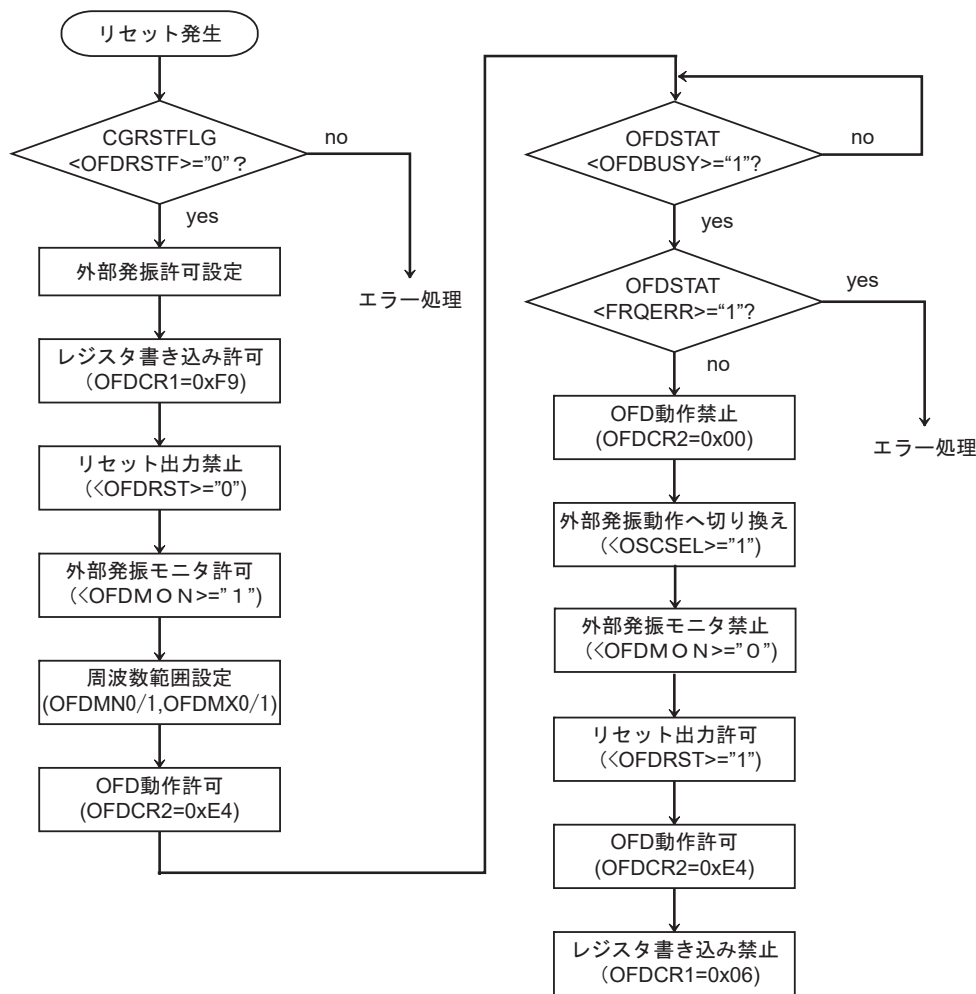 リセット発生
CGRSTFLG
<OFDRSTF>=”0”？
no
yes
エラー処理
外部発振許可設定
レジスタ書き込み許可
（OFDCR1=0xF9)
リセット出力禁止
（<OFDRST>=”0”)
外部発振モニタ許可
（<OFDＭＯＮ>=”１”)
周波数範囲設定
(OFDMN0/1,OFDMX0/1)
OFD動作許可
(OFDCR2=0xE4)
OFDSTAT
<OFDBUSY>=“1”?
no
yes
OFDSTAT
<FRQERR>=“1”?
yes
no
エラー処理
OFD動作禁止
(OFDCR2=0x00)
外部発振動作へ切り換え
（<OSCSEL>=”1”)
外部発振モニタ禁止
（<OFDＭＯＮ>=”０”)
リセット出力許可
（<OFDRST>=”1”)
OFD動作許可
(OFDCR2=0xE4)
レジスタ書き込み禁止
（OFDCR1=0x06)